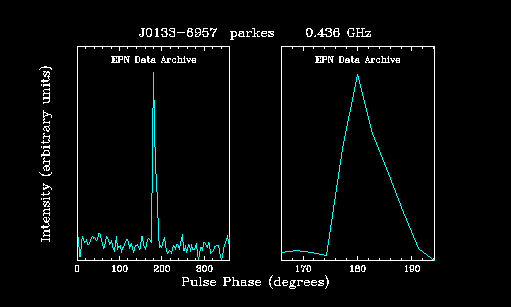 J0133-6957 parkes 0.436 GHz
EPN Data Archive
EPN Data Archive
Intensity (arbitrary units)
0 100 200 300
170 180 190
Pulse Phase (degrees)